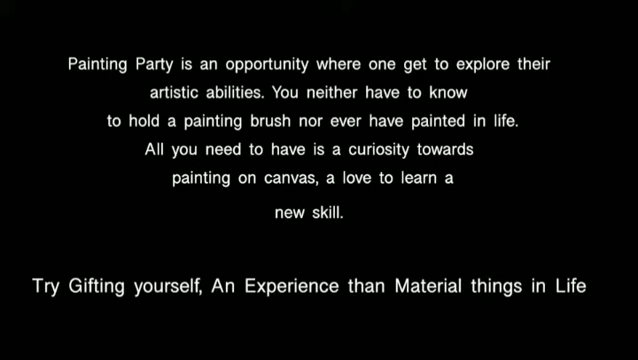 Painting Party is an opportunity where one get to explore their
artistic abilities. You neither have to know
to hold a painting brush nor ever have painted in life.
All you need to have is a curiosity towards
painting on canvas, a love to learn a
new skill.
Try Gifting yourself, An Experience than Material things in Life